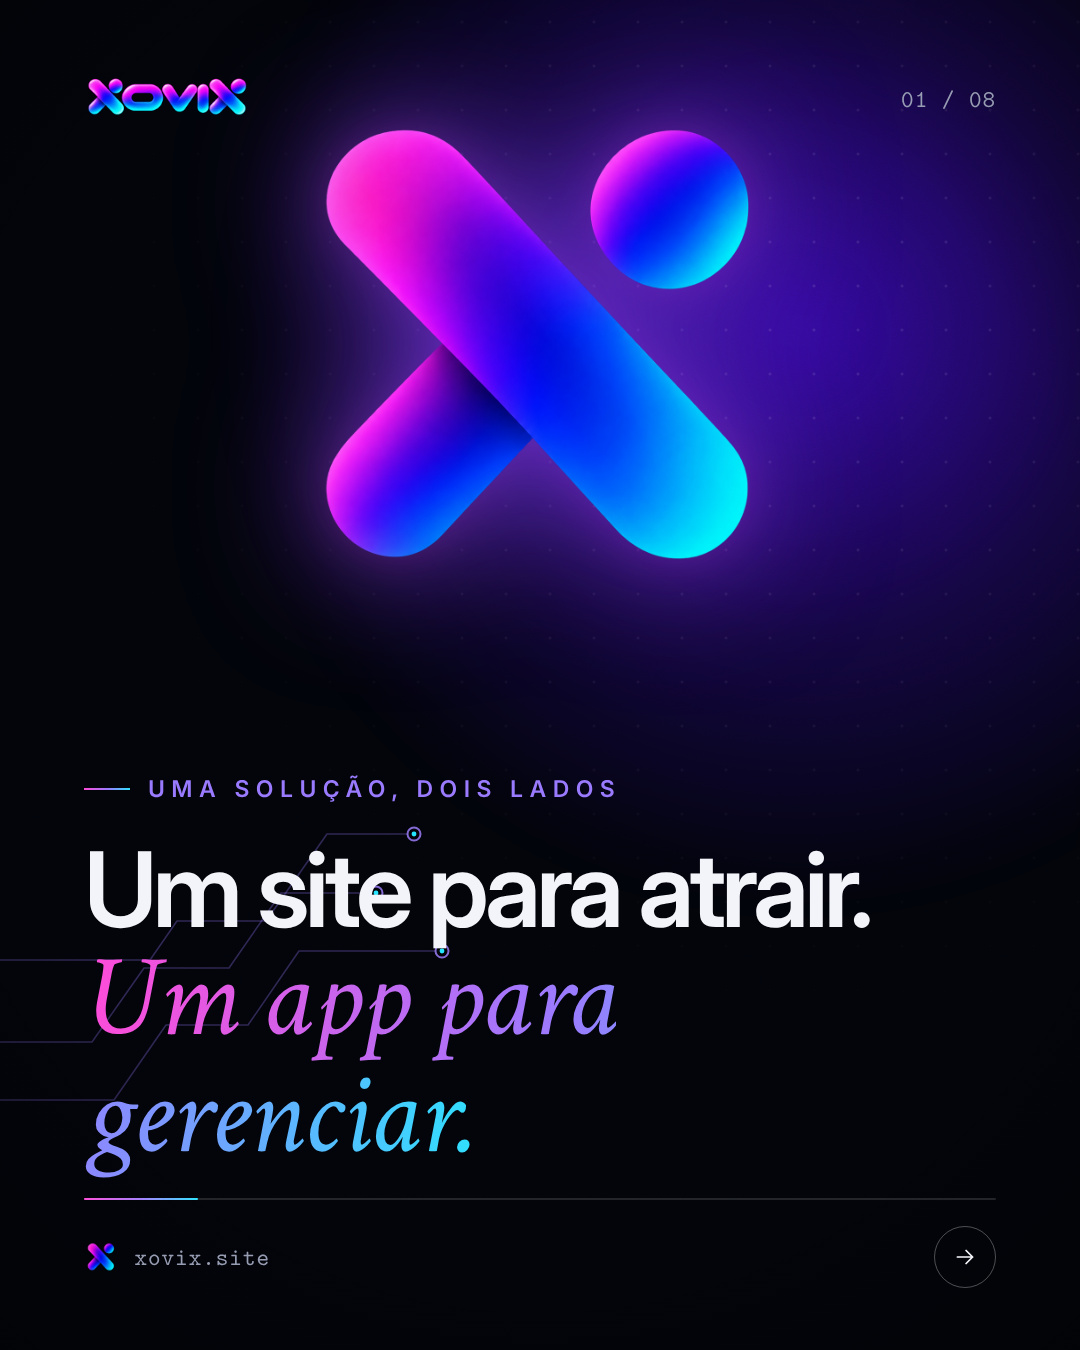 XOVIX
01 / 08
UMA SOLUÇÃO, DOIS LADOS
Um site para atrair.
Um app para
gerenciar.
xovix.site